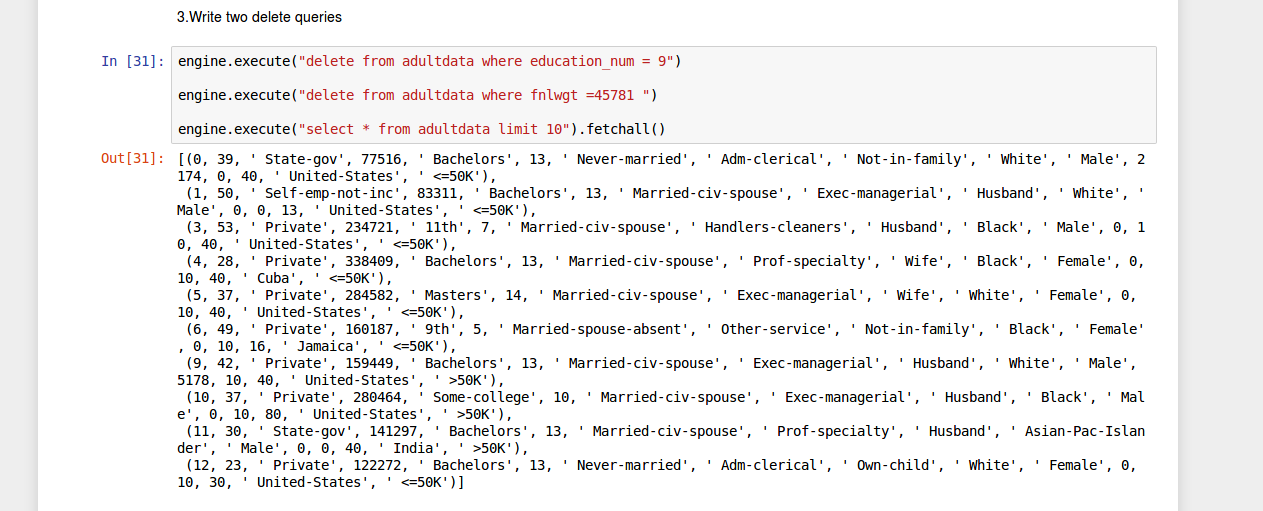 3.Write two delete queries
In [31]: engine.execute("delete from adultdata where education_num = 9")
engine.execute("delete from adultdata where fnlwgt =45781 ")
engine.execute("select * from adultdata limit 10").fetchall()
Out[31]: [(0, 39, ' State-gov', 77516, ' Bachelors', 13, ' Never-married', ' Adm-clerical', ' Not-in-family', ' White', ' Male', 2
174, 0, 40, ' United-States', ' <=50K'),
(1, 50, ' Self-emp-not-inc', 83311, ' Bachelors', 13, ' Married-civ-spouse', ' Exec-managerial', ' Husband', ' White', '
Male', 0, 0, 13, ' United-States', ' <=50K'),
(3, 53, ' Private', 234721, ' 11th', 7, ' Married-civ-spouse', ' Handlers-cleaners', ' Husband', ' Black', ' Male', 0, 1
0, 40, ' United-States', ' <=50K'),
(4, 28, ' Private', 338409, ' Bachelors', 13, ' Married-civ-spouse', ' Prof-specialty', ' Wife', ' Black', ' Female', 0,
10, 40, ' Cuba', ' <=50K'),
(5, 37, ' Private', 284582, ' Masters', 14, ' Married-civ-spouse', ' Exec-managerial', ' Wife', ' White', ' Female', 0,
10, 40, ' United-States', ' <=50K'),
(6, 49, ' Private', 160187, ' 9th', 5, ' Married-spouse-absent', ' Other-service', ' Not-in-family', ' Black', ' Female'
, 0, 10, 16, ' Jamaica', ' <=50K'),
(9, 42, ' Private', 159449, ' Bachelors', 13, ' Married-civ-spouse', ' Exec-managerial', ' Husband', ' White', ' Male',
5178, 10, 40, ' United-States', ' >50K'),
(10, 37, ' Private', 280464, ' Some-college', 10, ' Married-civ-spouse', ' Exec-managerial', ' Husband', ' Black', ' Mal
e', 0, 10, 80, ' United-States', ' >50K'),
(11, 30, ' State-gov', 141297, ' Bachelors', 13, ' Married-civ-spouse', ' Prof-specialty', ' Husband', ' Asian-Pac-Islan
der', ' Male', 0, 0, 40, ' India', ' >50K'),
(12, 23, ' Private', 122272, ' Bachelors', 13, ' Never-married', ' Adm-clerical', ' Own-child', ' White', ' Female', 0,
10, 30, ' United-States', ' <=50K')]